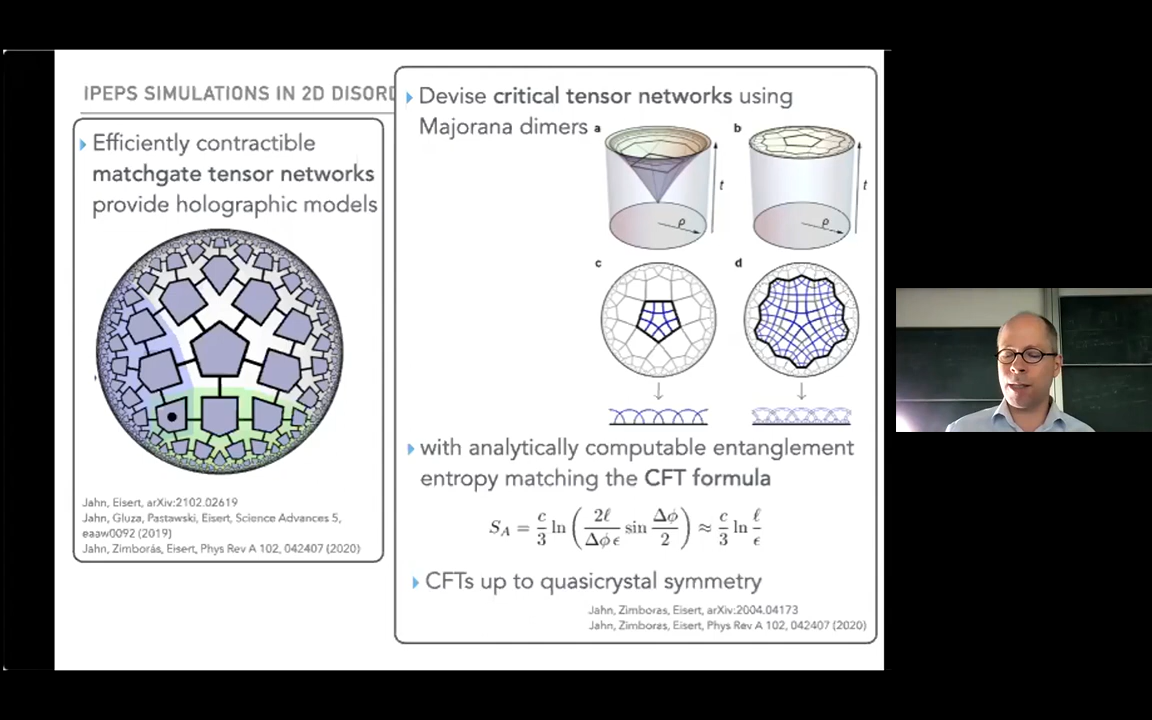 IPEPS SIMULATIONS IN 2D DISORD
Efficiently contractible
matchgate tensor networks
provide holographic models
Jahn, Eisert, arXiv:2102.02619
Jahn, Gluza, Pastawski, Eisert, Science Advances 5,
eaaw0092 (2019)
Jahn, Zimborás, Eisert, Phys Rev A 102, 042407 (2020)
Devise critical tensor networks using
Majorana dimers
a
b
t
t
ρ
ρ
c
d
with analytically computable entanglement
entropy matching the CFT formula
S_A = c/3 ln ( 2ℓ/Δϕ ϵ sin Δϕ/2 ) ≈ c/3 ln ℓ/ϵ
CFTs up to quasicrystal symmetry
Jahn, Zimboras, Eisert, arXiv:2004.04173
Jahn, Zimboras, Eisert, Phys Rev A 102, 042407 (2020)